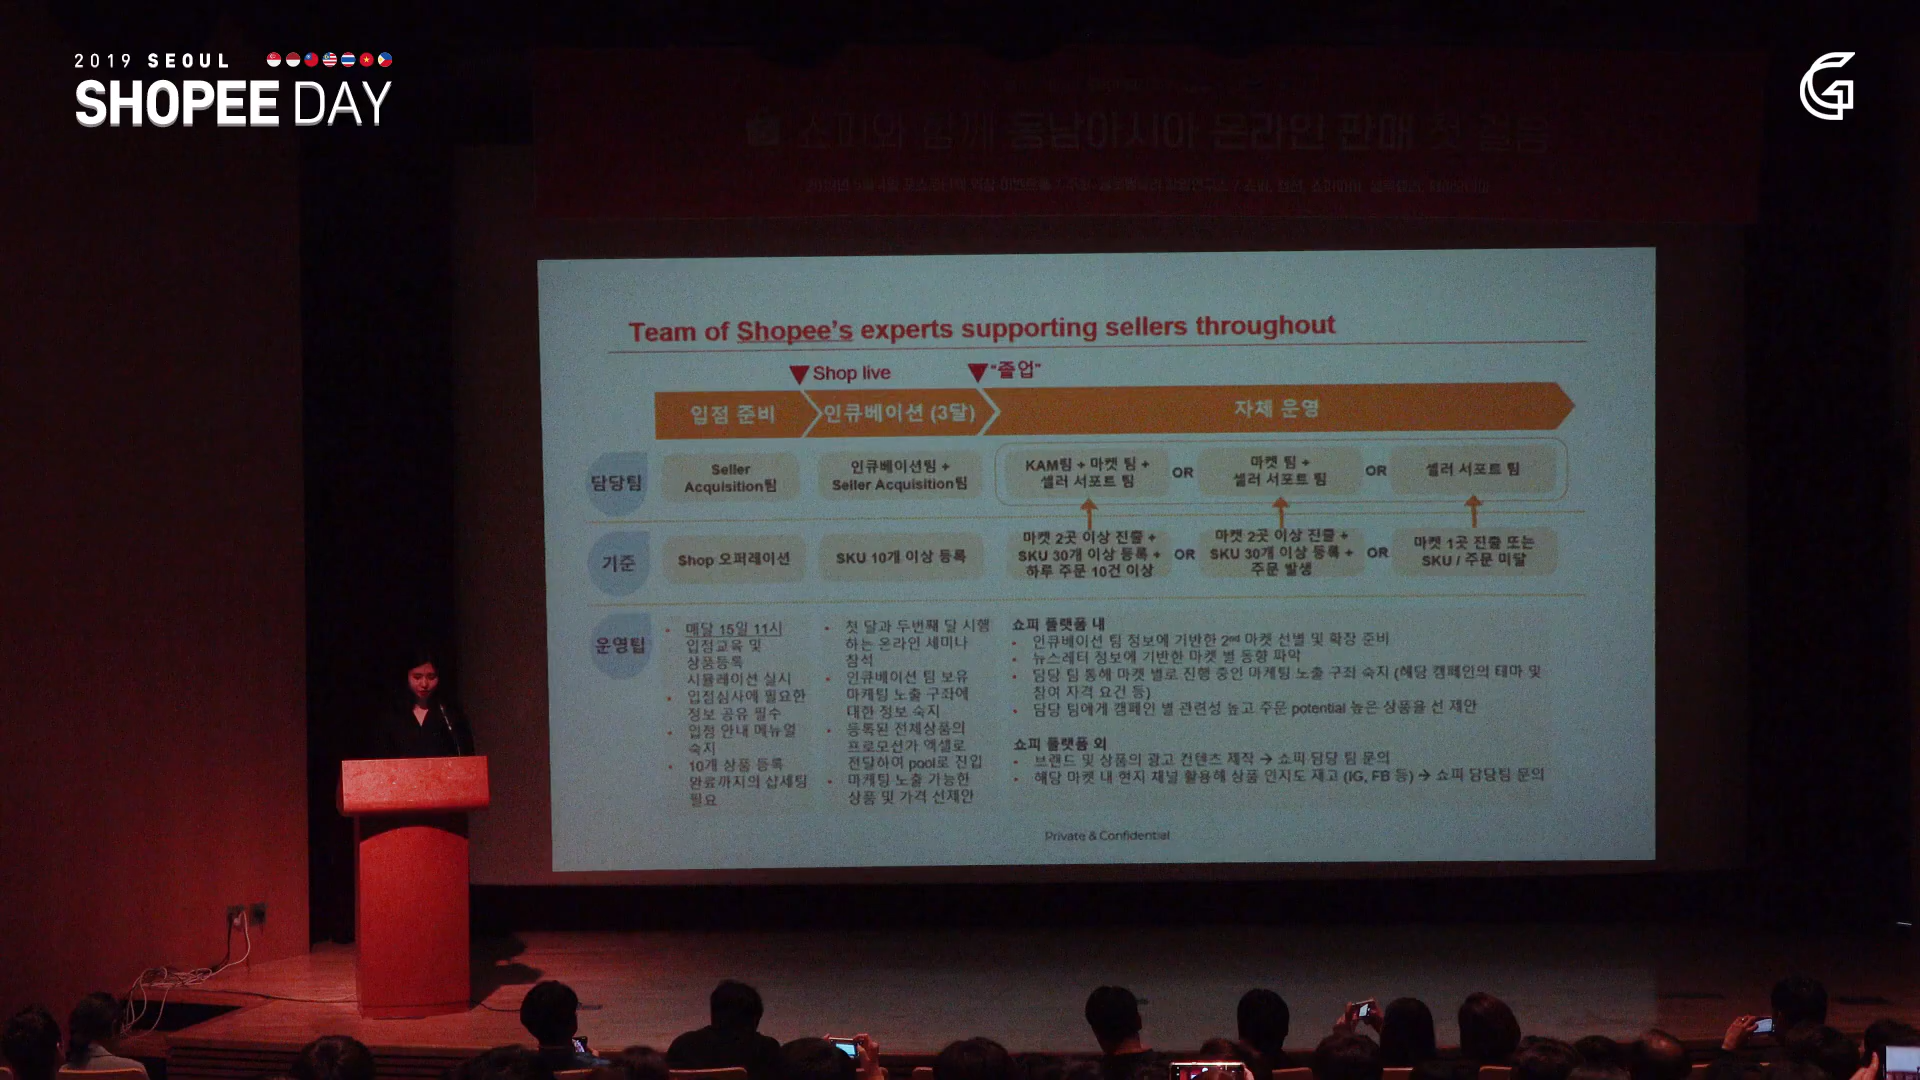 2019 SEOUL
SHOPEE DAY
쇼피와 함께 동남아시아 온라인 판매 첫 걸음
Team of Shopee's experts supporting sellers throughout
Shop live
"졸업"
입점 준비
인큐베이션 (3달)
자체 운영
담당팀
Seller
Acquisition팀
인큐베이션팀 +
Seller Acquisition팀
KAM팀 + 마켓 팀 +
셀러 서포트 팀
OR
마켓 팀 +
셀러 서포트 팀
OR
셀러 서포트 팀
기준
Shop 오퍼레이션
SKU 10개 이상 등록
마켓 2곳 이상 진출 +
SKU 30개 이상 등록 +
하루 주문 10건 이상
OR
마켓 2곳 이상 진출 +
SKU 30개 이상 등록 +
주문 발생
OR
마켓 1곳 진출 또는
SKU / 주문 미달
운영팁
• 매달 15일 11시
입점교육 및
상품등록
시뮬레이션 실시
• 입점심사에 필요한
정보 공유 필수
• 입점 안내 메뉴얼
숙지
• 10개 상품 등록
완료까지의 샵세팅
필요
• 첫 달과 두번째 달 시행
하는 온라인 세미나
참석
• 인큐베이션 팀 보유
마케팅 노출 구좌에
대한 정보 숙지
• 등록된 전체상품의
프로모션가 엑셀로
전달하여 pool로 진입
• 마케팅 노출 가능한
상품 및 가격 선제안
쇼피 플랫폼 내
• 인큐베이션 팀 정보에 기반한 2nd 마켓 선별 및 확장 준비
• 뉴스레터 정보에 기반한 마켓 별 동향 파악
• 담당 팀 통해 마켓 별로 진행 중인 마케팅 노출 구좌 숙지 (해당 캠페인의 테마 및
참여 자격 요건 등)
• 담당 팀에게 캠페인 별 관련성 높고 주문 potential 높은 상품을 선 제안
쇼피 플랫폼 외
• 브랜드 및 상품의 광고 컨텐츠 제작 → 쇼피 담당 팀 문의
• 해당 마켓 내 현지 채널 활용해 상품 인지도 재고 (IG, FB 등) → 쇼피 담당팀 문의
Private & Confidential